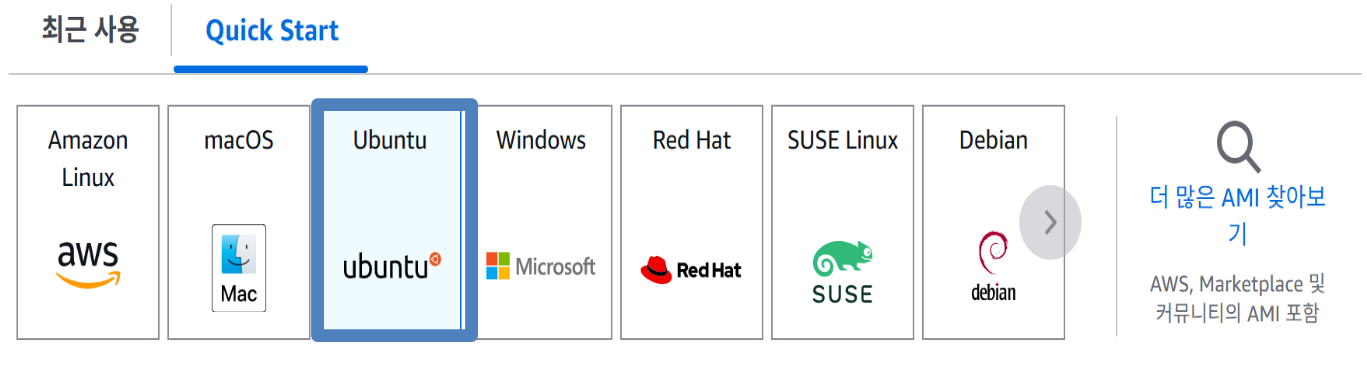 최근 사용
Quick Start
Amazon
Linux
aws
macOS
Mac
Ubuntu
ubuntu
Windows
Microsoft
Red Hat
Red Hat
SUSE Linux
SUSE
Debian
debian
더 많은 AMI 찾아보
기
AWS, Marketplace 및
커뮤니티의 AMI 포함